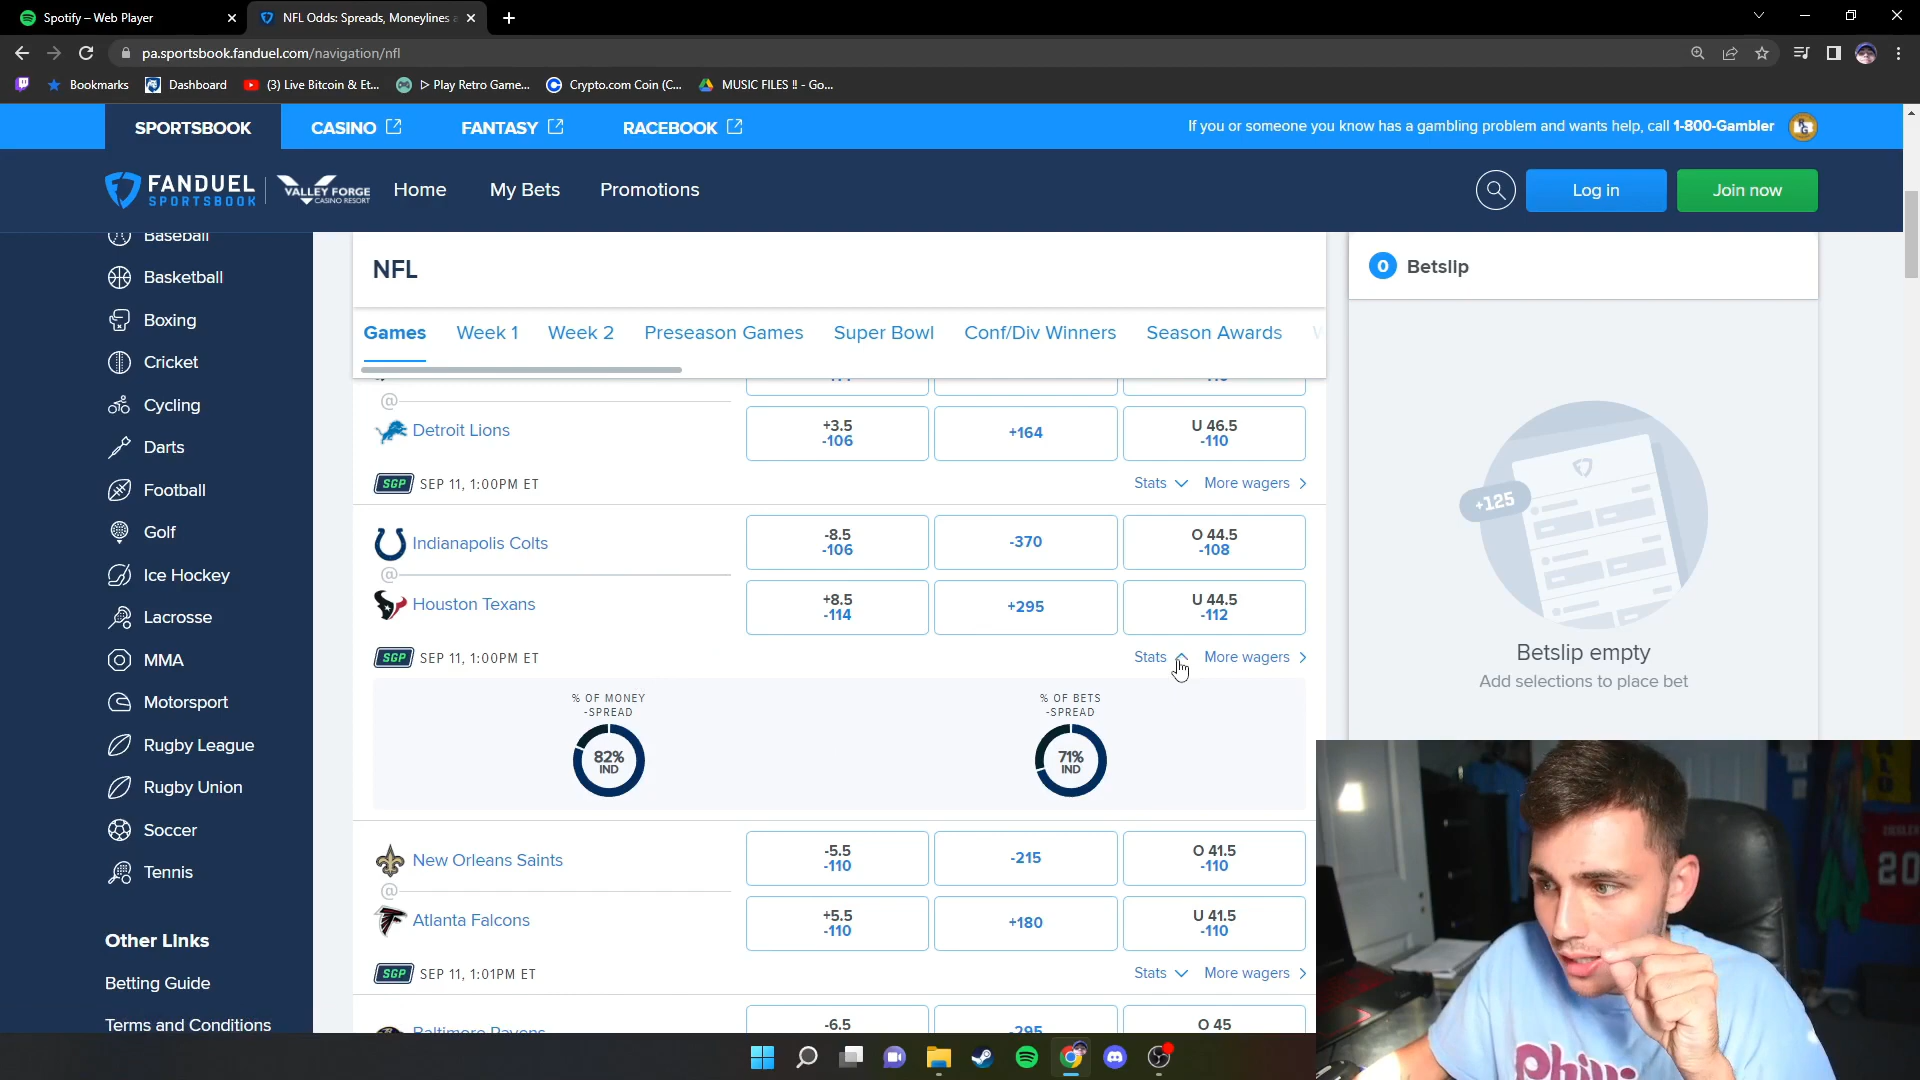 Spotify – Web Player
NFL Odds: Spreads, Moneylines a
pa.sportsbook.fanduel.com/navigation/nfl
Bookmarks
Dashboard
(3) Live Bitcoin & Et...
▷ Play Retro Game...
Crypto.com Coin (C...
MUSIC FILES !! - Go...
SPORTSBOOK
CASINO
FANTASY
RACEBOOK
If you or someone you know has a gambling problem and wants help, call 1-800-Gambler
FANDUEL
SPORTSBOOK
VALLEY FORGE
CASINO RESORT
Home
My Bets
Promotions
Log in
Join now
Baseball
Basketball
Boxing
Cricket
Cycling
Darts
Football
Golf
Ice Hockey
Lacrosse
MMA
Motorsport
Rugby League
Rugby Union
Soccer
Tennis
Other Links
Betting Guide
Terms and Conditions
NFL
Games
Week 1
Week 2
Preseason Games
Super Bowl
Conf/Div Winners
Season Awards
@
Detroit Lions
+3.5
-106
+164
U 46.5
-110
SGP
SEP 11, 1:00PM ET
Stats
More wagers
Indianapolis Colts
-8.5
-106
-370
O 44.5
-108
@
Houston Texans
+8.5
-114
+295
U 44.5
-112
SGP
SEP 11, 1:00PM ET
Stats
More wagers
% OF MONEY
-SPREAD
82%
IND
% OF BETS
-SPREAD
71%
IND
New Orleans Saints
-5.5
-110
-215
O 41.5
-110
@
Atlanta Falcons
+5.5
-110
+180
U 41.5
-110
SGP
SEP 11, 1:01PM ET
Stats
More wagers
Baltimore Ravens
-6.5
-295
O 45
0
Betslip
+125
Betslip empty
Add selections to place bet
20